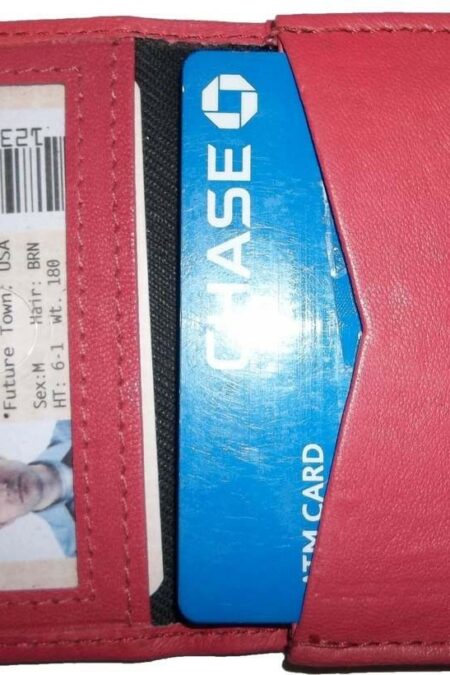 *Future Town: USA
Sex:M Hair: BRN
HT: 6-1 Wt. 180
CHASE
ATM CARD